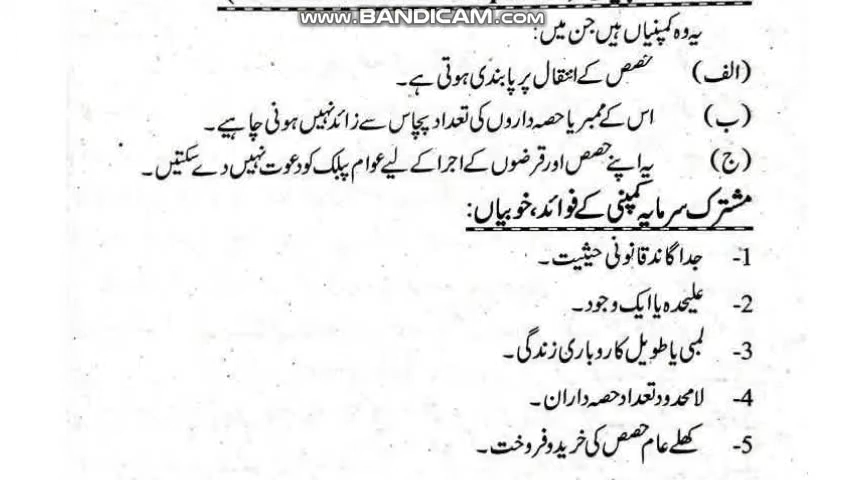 www.BANDICAM.com
یہ وہ کمپنیاں ہیں جن میں:
(الف) حصص کے انتقال پر پابندی ہوتی ہے۔
(ب) اس کے ممبر یا حصہ داروں کی تعداد پچاس سے زائد نہیں ہونی چاہیے۔
(ج) یہ اپنے حصص اور قرضوں کے اجرا کے لیے عوام پبلک کو دعوت نہیں دے سکتیں۔
مشترک سرمایہ کمپنی کے فوائد، خوبیاں:
1- جداگانہ قانونی حیثیت۔
2- علیحدہ یا ایک وجود۔
3- لمبی یا طویل کاروباری زندگی۔
4- لامحدود تعداد حصہ داران۔
5- کھلے عام حصص کی خرید و فروخت۔